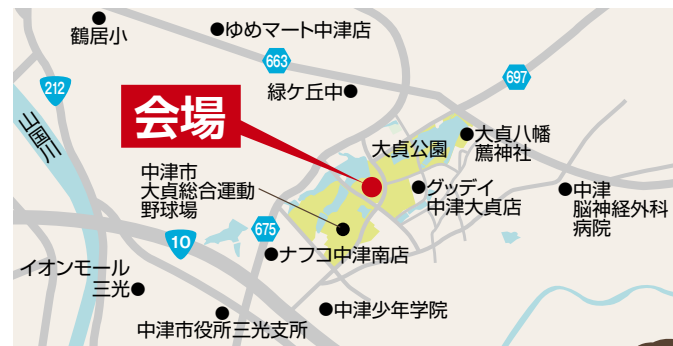 鶴居小
ゆめマート中津店
663
697
212
緑ケ丘中
会場
山国川
大貞公園
大貞八幡
薦神社
中津市
大貞総合運動
野球場
グッデイ
中津大貞店
中津
脳神経外科
病院
675
10
ナフコ中津南店
イオンモール
三光
中津少年学院
中津市役所三光支所